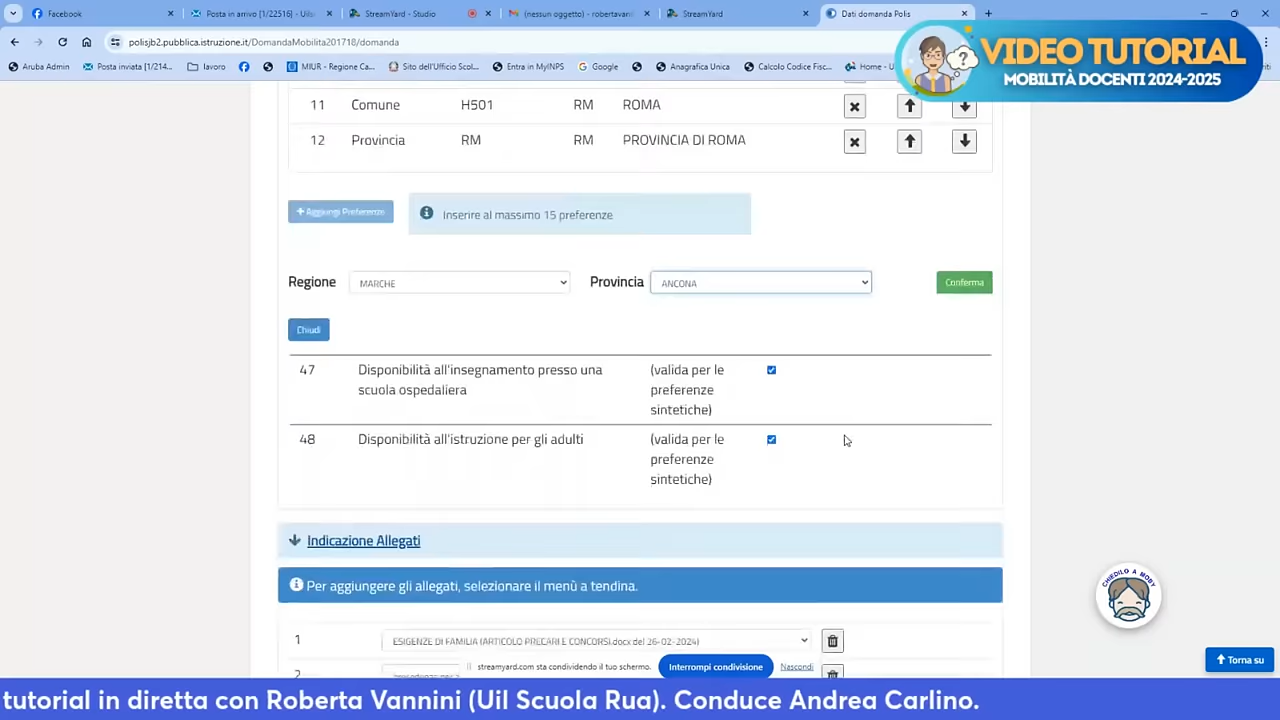 Facebook
Posta in arrivo [1/22516] - Uils
StreamYard - Studio
(nessun oggetto) - robertavanni
StreamYard
Dati domanda Polis
polisjb2.pubblica.istruzione.it/DomandaMobilita201718/domanda
Aruba Admin
Posta inviata [1/214...
lavoro
MIUR - Regione Ca...
Sito dell'Ufficio Scol...
Entra in MyINPS
Google
Anagrafica Unica
Calcolo Codice Fisc...
Home - U
VIDEO TUTORIAL
MOBILITÀ DOCENTI 2024-2025
?
11 Comune H501 RM ROMA
12 Provincia RM RM PROVINCIA DI ROMA
+ Aggiungi Preferenze
Inserire al massimo 15 preferenze
Regione MARCHE Provincia ANCONA Conferma
Chiudi
47 Disponibilità all'insegnamento presso una scuola ospedaliera (valida per le preferenze sintetiche)
48 Disponibilità all'istruzione per gli adulti (valida per le preferenze sintetiche)
Indicazione Allegati
Per aggiungere gli allegati, selezionare il menù a tendina.
CHIEDILO A MOBY
1 ESIGENZE DI FAMILIA (ARTICOLO PRECARI E CONCORSI.docx del 26-02-2024)
2
streamyard.com sta condividendo il tuo schermo.
Interrompi condivisione
Nascondi
Torna su
tutorial in diretta con Roberta Vannini (Uil Scuola Rua). Conduce Andrea Carlino.